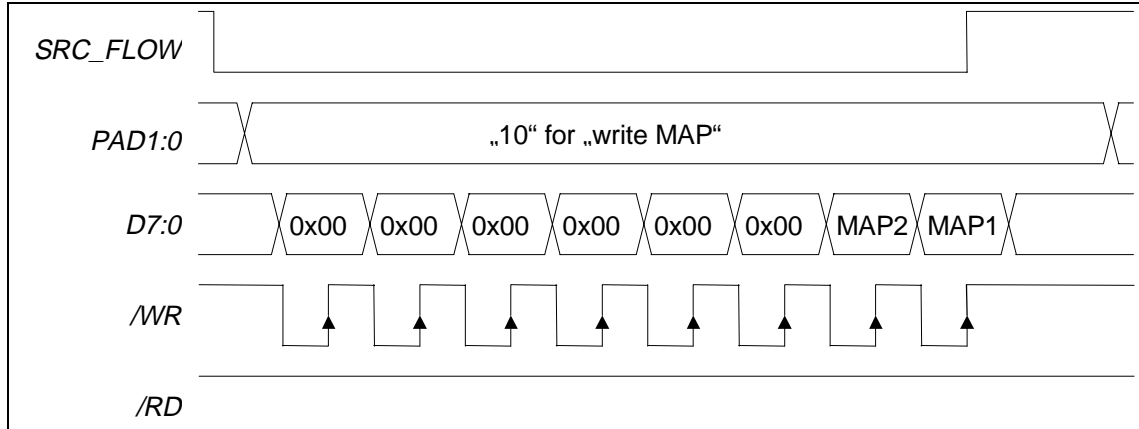 SRC_FLOW
PAD1:0
„10“ for „write MAP“
D7:0
0x00 0x00 0x00 0x00 0x00 0x00 MAP2 MAP1
/WR
/RD